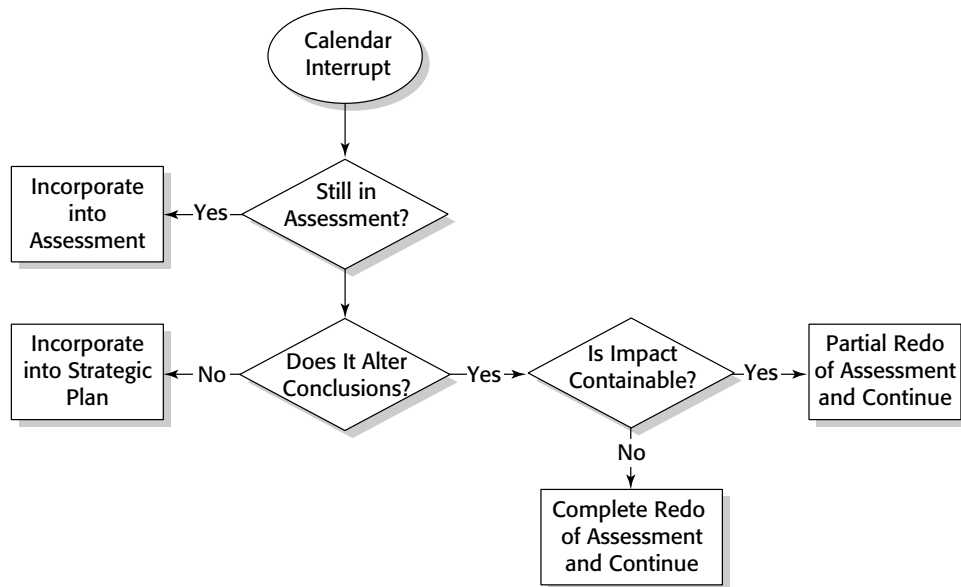 Calendar
Interrupt
Still in
Assessment?
Yes
Incorporate
into
Assessment
Does It Alter
Conclusions?
No
Incorporate
into Strategic
Plan
Yes
Is Impact
Containable?
Yes
Partial Redo
of Assessment
and Continue
No
Complete Redo
of Assessment
and Continue